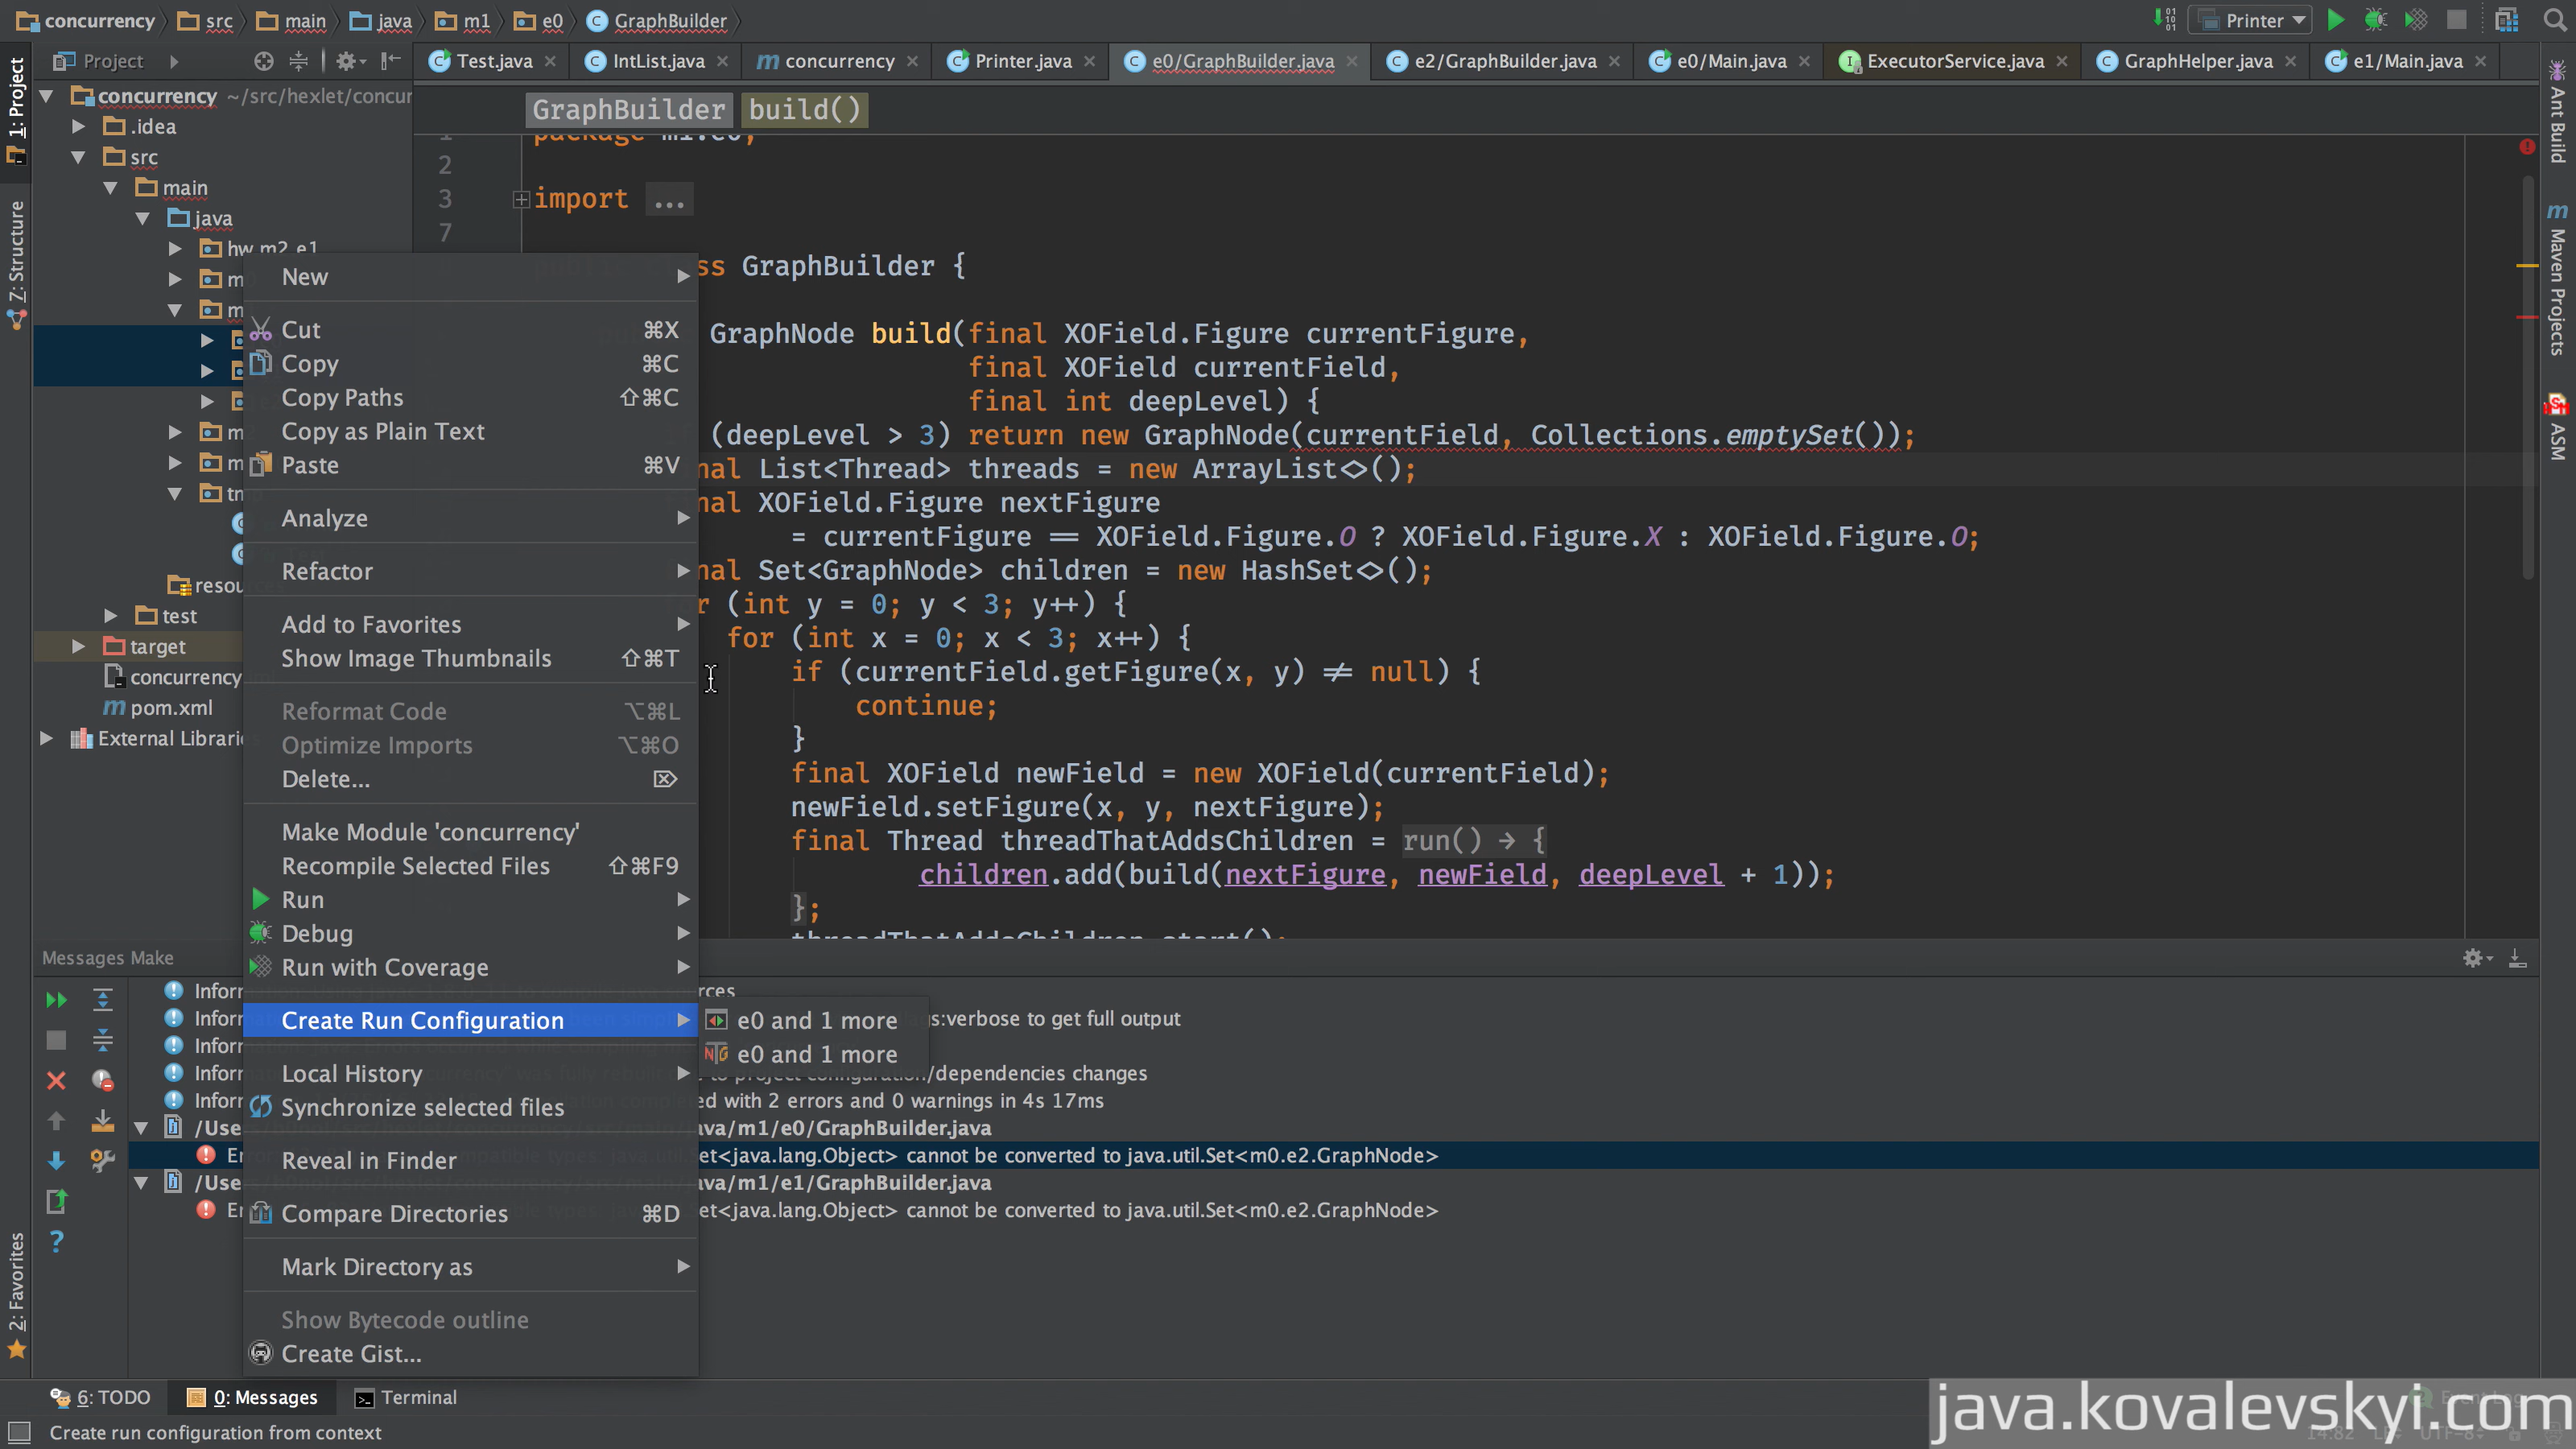 concurrency src main java m1 e0 GraphBuilder
Printer
1: Project
Z: Structure
2: Favorites
Project
Test.java IntList.java concurrency Printer.java e0/GraphBuilder.java e2/GraphBuilder.java e0/Main.java ExecutorService.java GraphHelper.java e1/Main.java
concurrency ~/src/hexlet/concur
.idea
src
main
java
hw.m2.e1
test
target
concurrency
pom.xml
External Librari
GraphBuilder build()
package m1.e0;
2
3 import ...
7
ss GraphBuilder {
GraphNode build(final XOField.Figure currentFigure,
final XOField currentField,
final int deepLevel) {
(deepLevel > 3) return new GraphNode(currentField, Collections.emptySet());
nal List<Thread> threads = new ArrayList<>();
nal XOField.Figure nextFigure
= currentFigure == XOField.Figure.O ? XOField.Figure.X : XOField.Figure.O;
nal Set<GraphNode> children = new HashSet<>();
for (int y = 0; y < 3; y++) {
for (int x = 0; x < 3; x++) {
if (currentField.getFigure(x, y) != null) {
continue;
}
final XOField newField = new XOField(currentField);
newField.setFigure(x, y, nextFigure);
final Thread threadThatAddsChildren = run() → {
children.add(build(nextFigure, newField, deepLevel + 1));
};
threadThatAddsChildren.start();
New
Cut ⌘X
Copy ⌘C
Copy Paths ⇧⌘C
Copy as Plain Text
Paste ⌘V
Analyze
Refactor
Add to Favorites
Show Image Thumbnails ⇧⌘T
Reformat Code ⌥⌘L
Optimize Imports ⌥⌘O
Delete... ⌦
Make Module 'concurrency'
Recompile Selected Files ⇧⌘F9
Run
Debug
Run with Coverage
Create Run Configuration
Local History
Synchronize selected files
Reveal in Finder
Compare Directories ⌘D
Mark Directory as
Show Bytecode outline
Create Gist...
e0 and 1 more
e0 and 1 more
Ant Build
Maven Projects
ASM
Messages Make
s:verbose to get full output
to project configuration/dependencies changes
ed with 2 errors and 0 warnings in 4s 17ms
/Use ava/m1/e0/GraphBuilder.java
et<java.lang.Object> cannot be converted to java.util.Set<m0.e2.GraphNode>
/Use ava/m1/e1/GraphBuilder.java
et<java.lang.Object> cannot be converted to java.util.Set<m0.e2.GraphNode>
6: TODO 0: Messages Terminal
Create run configuration from context
java.kovalevskyi.com